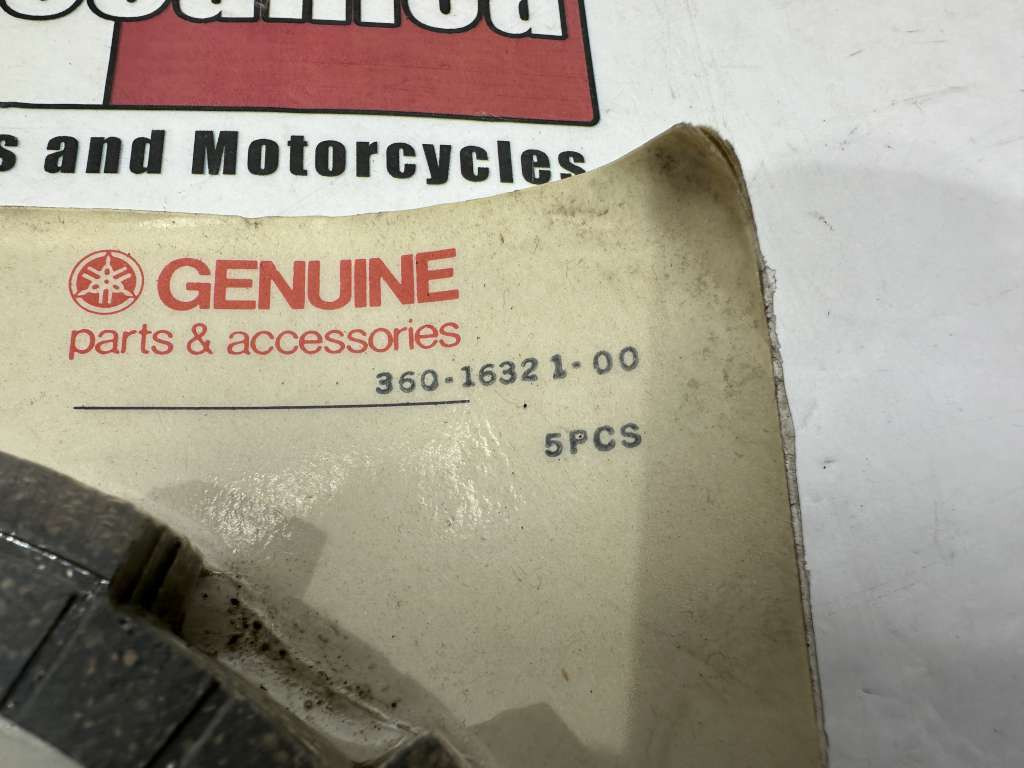 s and Motorcycles
GENUINE
parts & accessories
360-16321-00
5PCS